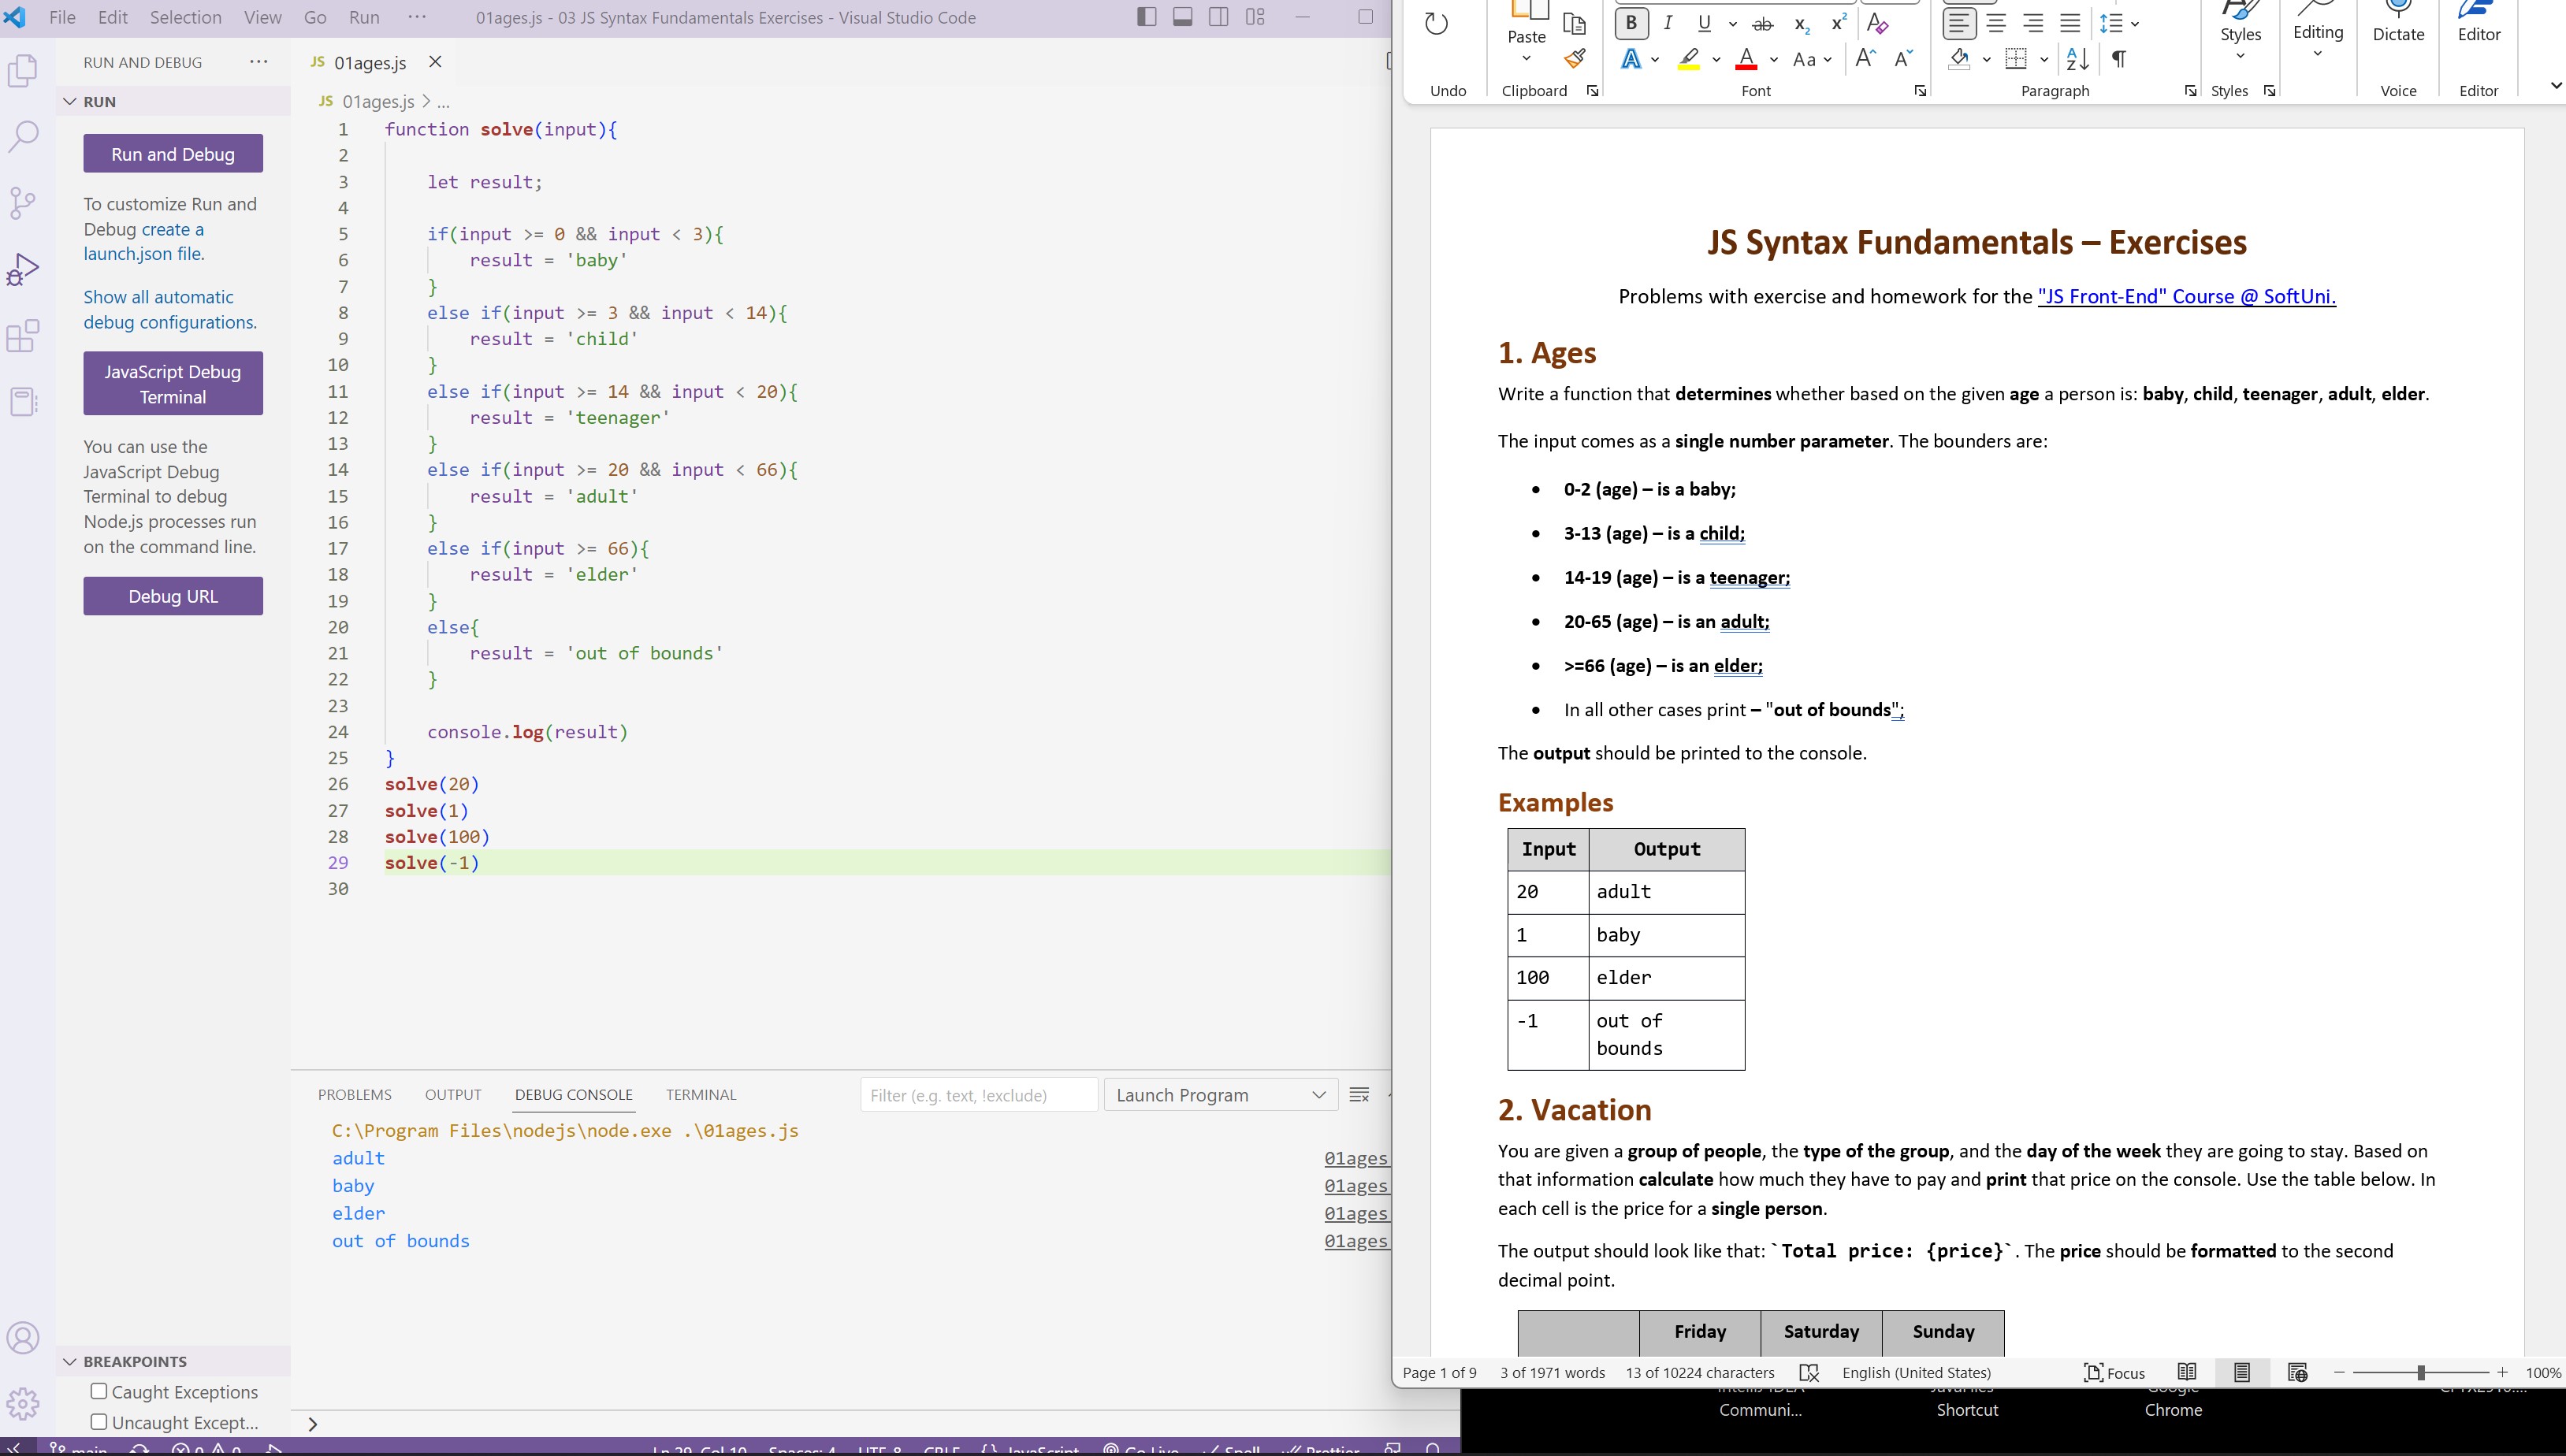 File Edit Selection View Go Run ···
01ages.js - 03 JS Syntax Fundamentals Exercises - Visual Studio Code
RUN AND DEBUG ···
RUN
Run and Debug
To customize Run and
Debug create a
launch.json file.
Show all automatic
debug configurations.
JavaScript Debug
Terminal
You can use the
JavaScript Debug
Terminal to debug
Node.js processes run
on the command line.
Debug URL
BREAKPOINTS
Caught Exceptions
Uncaught Except...
JS 01ages.js
JS 01ages.js > ...
1 function solve(input){
2
3 let result;
4
5 if(input >= 0 && input < 3){
6 result = 'baby'
7 }
8 else if(input >= 3 && input < 14){
9 result = 'child'
10 }
11 else if(input >= 14 && input < 20){
12 result = 'teenager'
13 }
14 else if(input >= 20 && input < 66){
15 result = 'adult'
16 }
17 else if(input >= 66){
18 result = 'elder'
19 }
20 else{
21 result = 'out of bounds'
22 }
23
24 console.log(result)
25 }
26 solve(20)
27 solve(1)
28 solve(100)
29 solve(-1)
30
PROBLEMS OUTPUT DEBUG CONSOLE TERMINAL
Filter (e.g. text, !exclude)
Launch Program
C:\Program Files\nodejs\node.exe .\01ages.js
adult 01ages
baby 01ages
elder 01ages
out of bounds 01ages
main 0 0 Ln 29, Col 10 Spaces: 4 UTF-8 CRLF {} JavaScript Go Live Spell Prettier
Paste
Undo Clipboard Font Paragraph Styles Voice Editor
Styles Editing Dictate Editor
JS Syntax Fundamentals – Exercises
Problems with exercise and homework for the "JS Front-End" Course @ SoftUni.
1. Ages
Write a function that determines whether based on the given age a person is: baby, child, teenager, adult, elder.
The input comes as a single number parameter. The bounders are:
• 0-2 (age) – is a baby;
• 3-13 (age) – is a child;
• 14-19 (age) – is a teenager;
• 20-65 (age) – is an adult;
• >=66 (age) – is an elder;
• In all other cases print – "out of bounds";
The output should be printed to the console.
Examples
Input Output
20 adult
1 baby
100 elder
-1 out of
bounds
2. Vacation
You are given a group of people, the type of the group, and the day of the week they are going to stay. Based on
that information calculate how much they have to pay and print that price on the console. Use the table below. In
each cell is the price for a single person.
The output should look like that: `Total price: {price}`. The price should be formatted to the second
decimal point.
Friday Saturday Sunday
Page 1 of 9 3 of 1971 words 13 of 10224 characters English (United States) Focus 100%
Communi... Shortcut Chrome